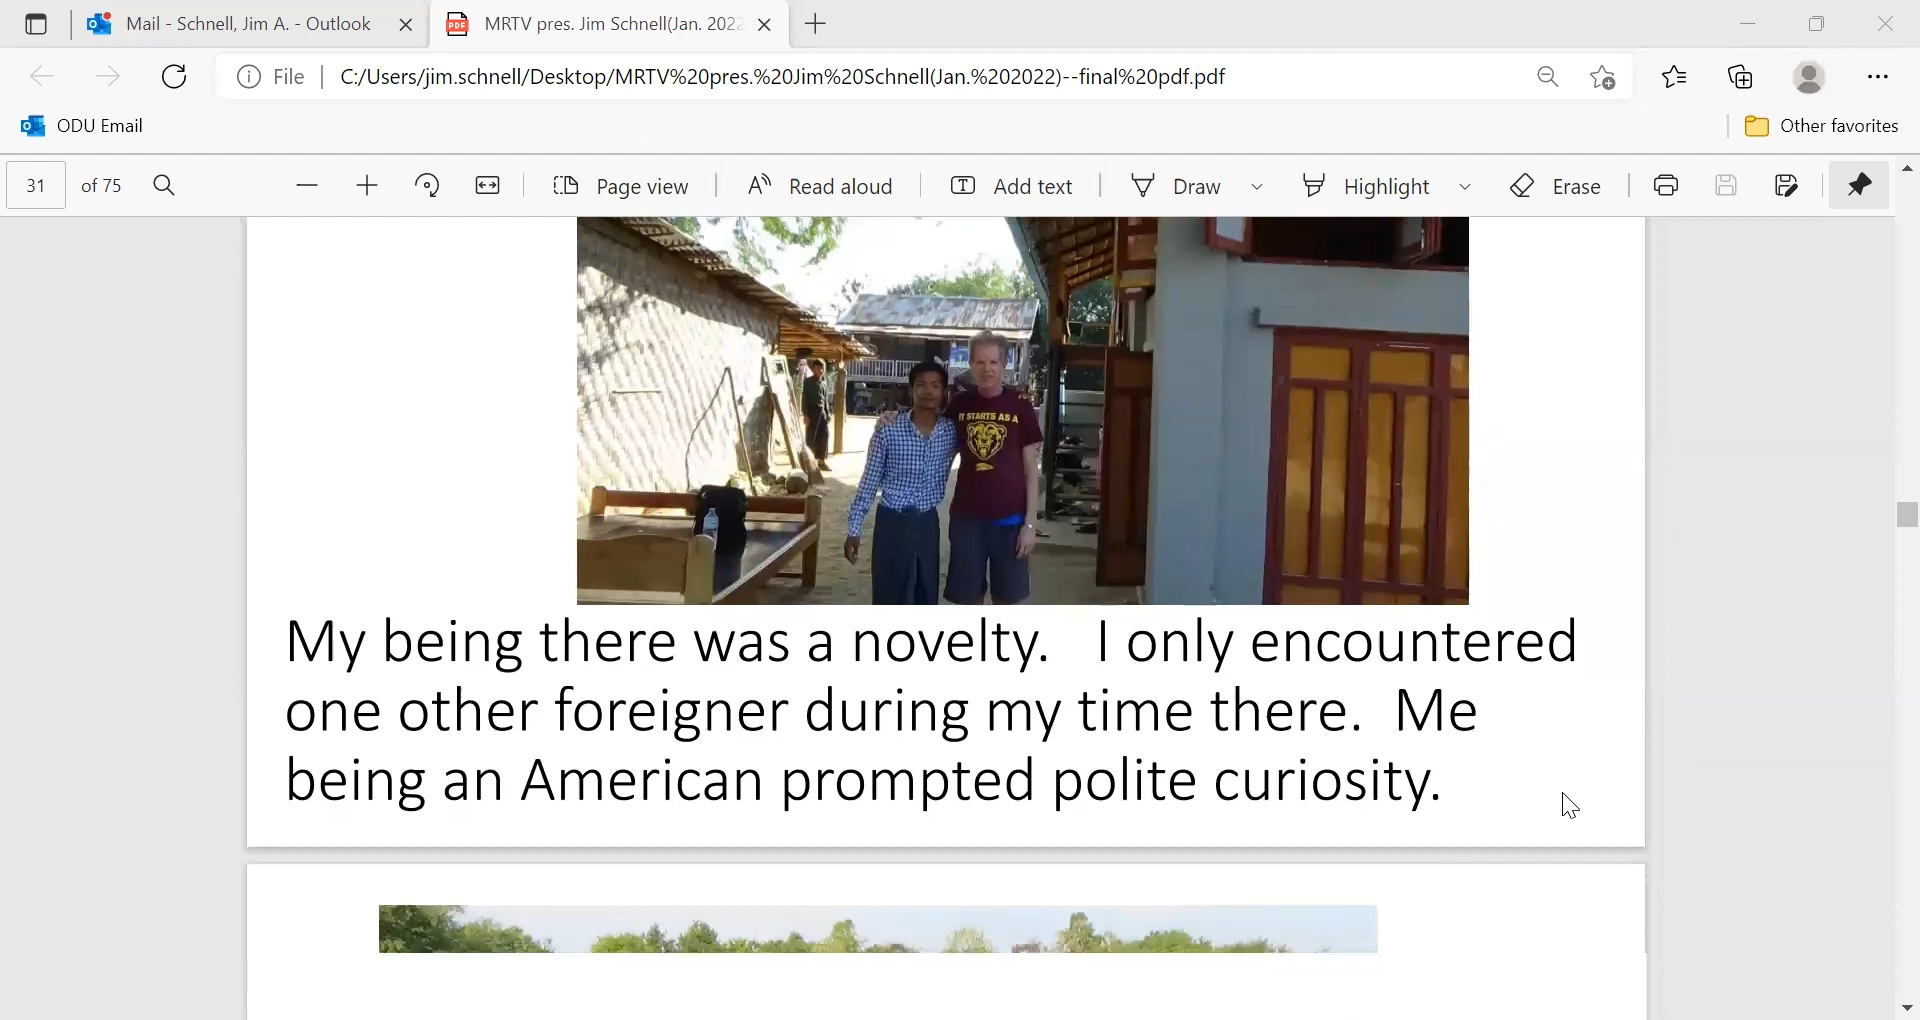 Mail - Schnell, Jim A. - Outlook
MRTV pres. Jim Schnell(Jan. 2022
File
C:/Users/jim.schnell/Desktop/MRTV%20pres.%20Jim%20Schnell(Jan.%202022)--final%20pdf.pdf
ODU Email
Other favorites
31 of 75
Page view
Read aloud
Add text
Draw
Highlight
Erase
IT STARTS AS A
My being there was a novelty. I only encountered
one other foreigner during my time there. Me
being an American prompted polite curiosity.